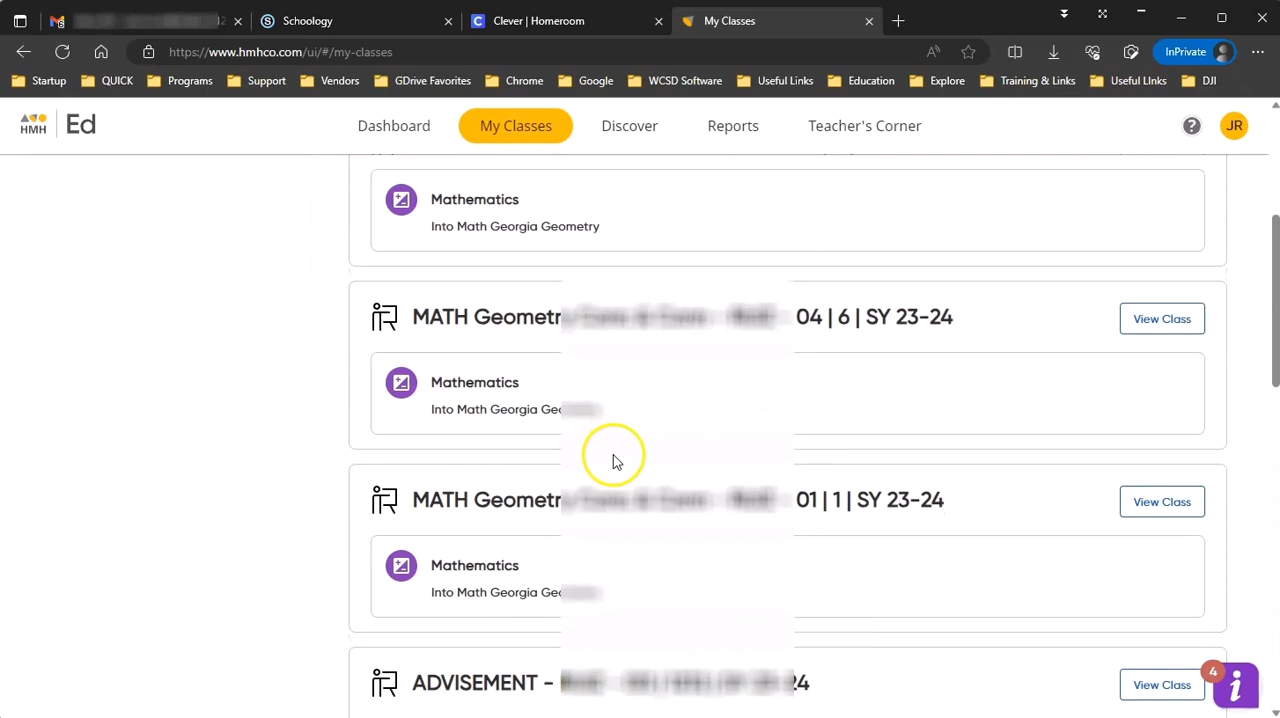 2
Schoology
Clever | Homeroom
My Classes
https://www.hmhco.com/ui/#/my-classes
InPrivate
Startup QUICK Programs Support Vendors GDrive Favorites Chrome Google WCSD Software Useful Links Education Explore Training & Links Useful LInks DJI
HMH Ed Dashboard My Classes Discover Reports Teacher's Corner ? JR
Mathematics
Into Math Georgia Geometry
MATH Geometr 04 | 6 | SY 23-24 View Class
Mathematics
Into Math Georgia Geo
MATH Geometr 01 | 1 | SY 23-24 View Class
Mathematics
Into Math Georgia Geo
ADVISEMENT - 24 View Class
4